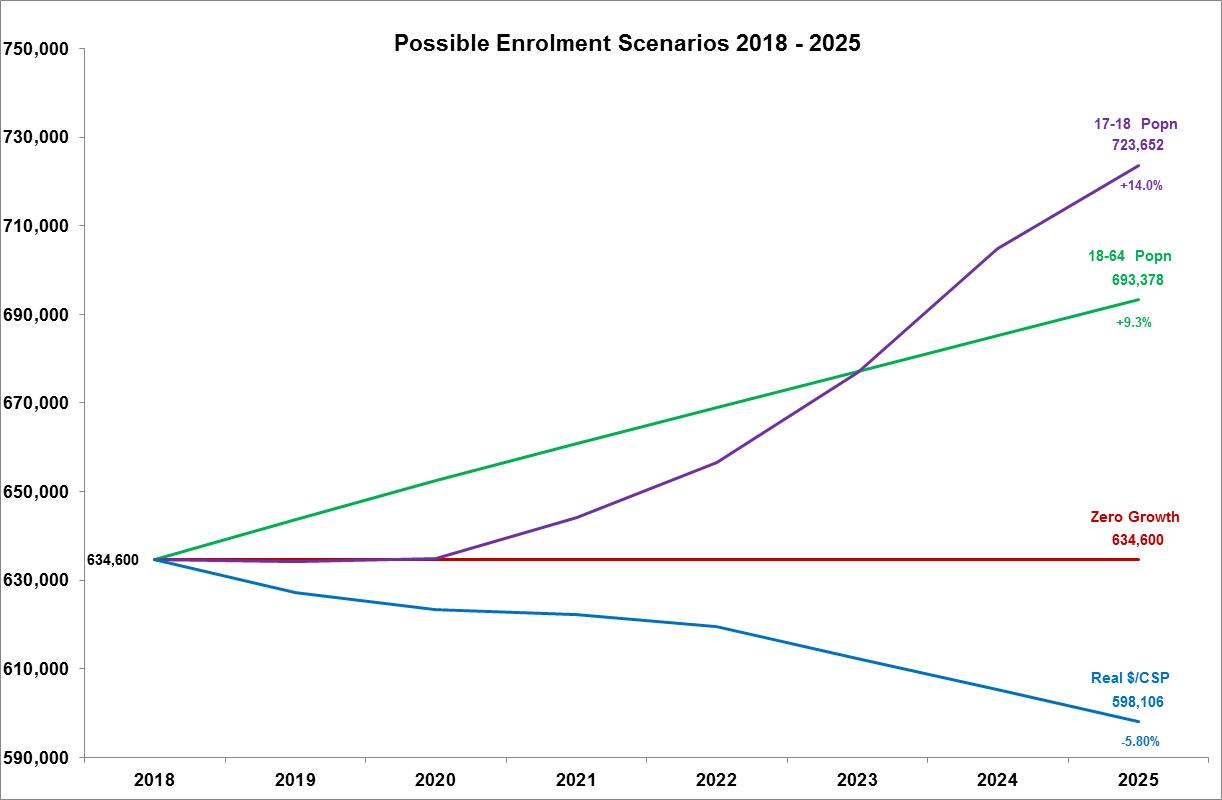 Possible Enrolment Scenarios 2018 - 2025
750,000
730,000
710,000
690,000
670,000
650,000
630,000
610,000
590,000
634,600
17-18 Popn
723,652
+14.0%
18-64 Popn
693,378
+9.3%
Zero Growth
634,600
Real $/CSP
598,106
-5.80%
2018 2019 2020 2021 2022 2023 2024 2025